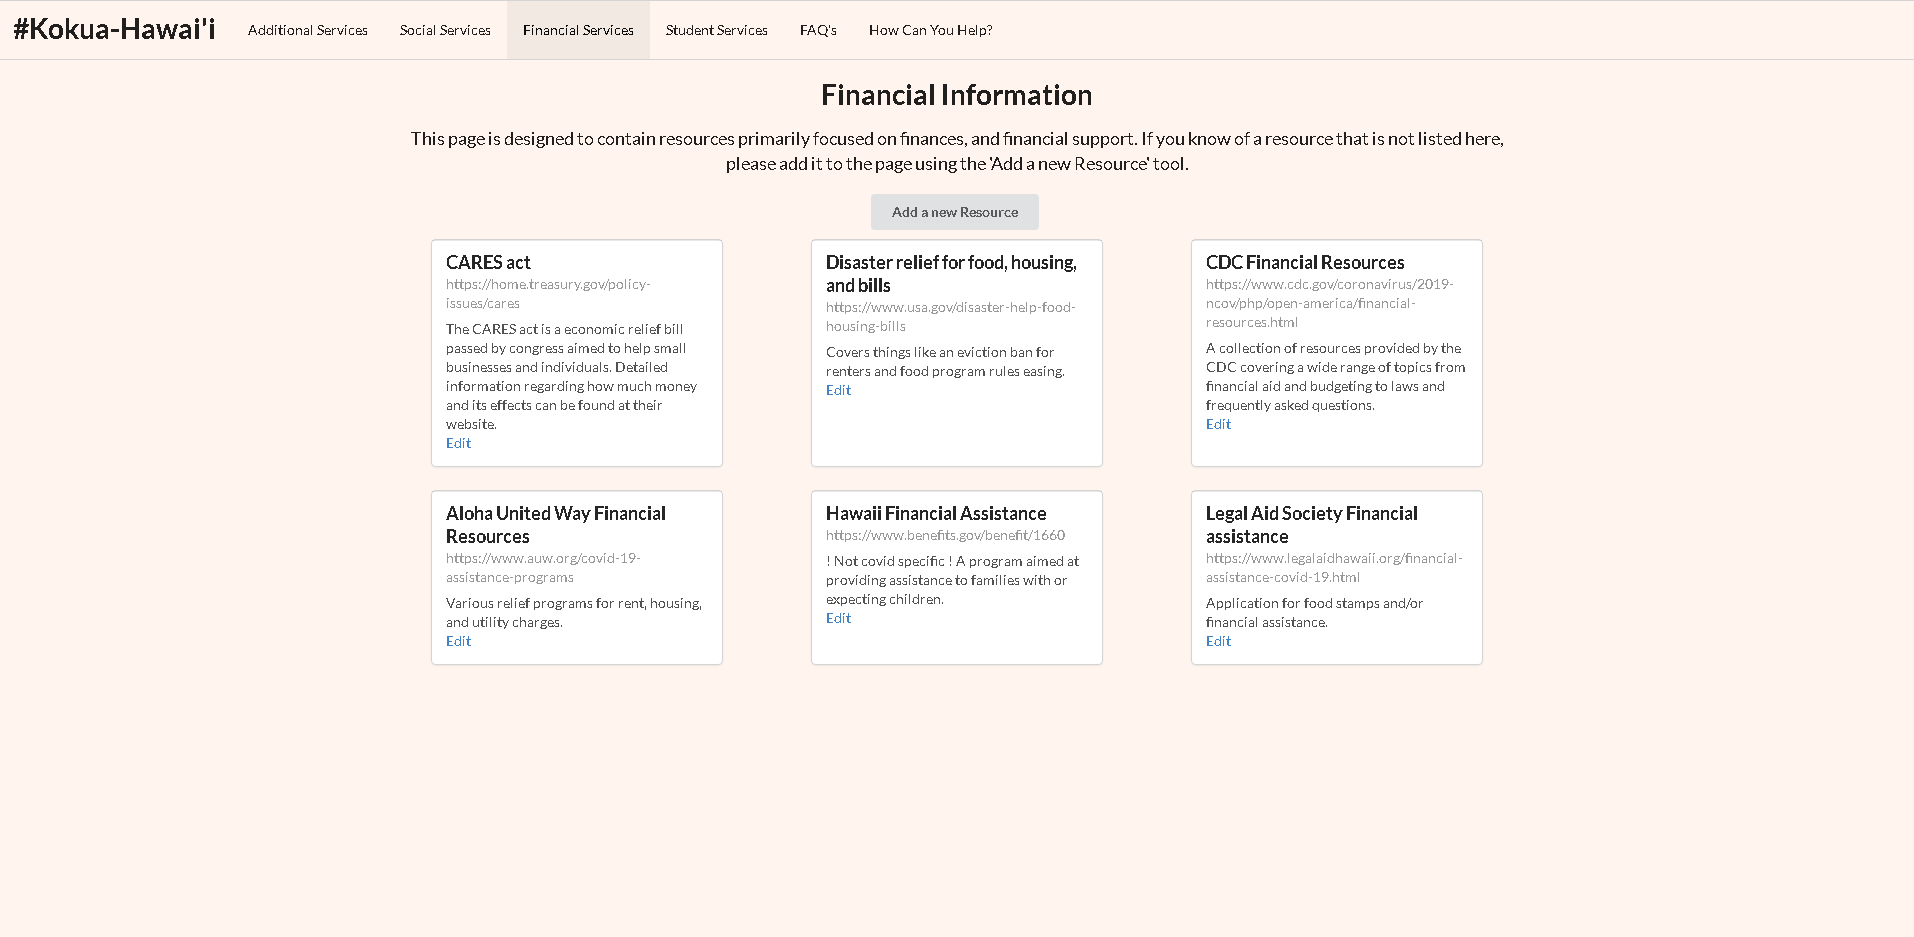 #Kokua-Hawai'i
Additional Services
Social Services
Financial Services
Student Services
FAQ's
How Can You Help?
Financial Information
This page is designed to contain resources primarily focused on finances, and financial support. If you know of a resource that is not listed here,
please add it to the page using the 'Add a new Resource' tool.
Add a new Resource
CARES act
https://home.treasury.gov/policy-
issues/cares
The CARES act is a economic relief bill
passed by congress aimed to help small
businesses and individuals. Detailed
information regarding how much money
and its effects can be found at their
website.
Edit
Disaster relief for food, housing,
and bills
https://www.usa.gov/disaster-help-food-
housing-bills
Covers things like an eviction ban for
renters and food program rules easing.
Edit
CDC Financial Resources
https://www.cdc.gov/coronavirus/2019-
ncov/php/open-america/financial-
resources.html
A collection of resources provided by the
CDC covering a wide range of topics from
financial aid and budgeting to laws and
frequently asked questions.
Edit
Aloha United Way Financial
Resources
https://www.auw.org/covid-19-
assistance-programs
Various relief programs for rent, housing,
and utility charges.
Edit
Hawaii Financial Assistance
https://www.benefits.gov/benefit/1660
! Not covid specific ! A program aimed at
providing assistance to families with or
expecting children.
Edit
Legal Aid Society Financial
assistance
https://www.legalaidhawaii.org/financial-
assistance-covid-19.html
Application for food stamps and/or
financial assistance.
Edit